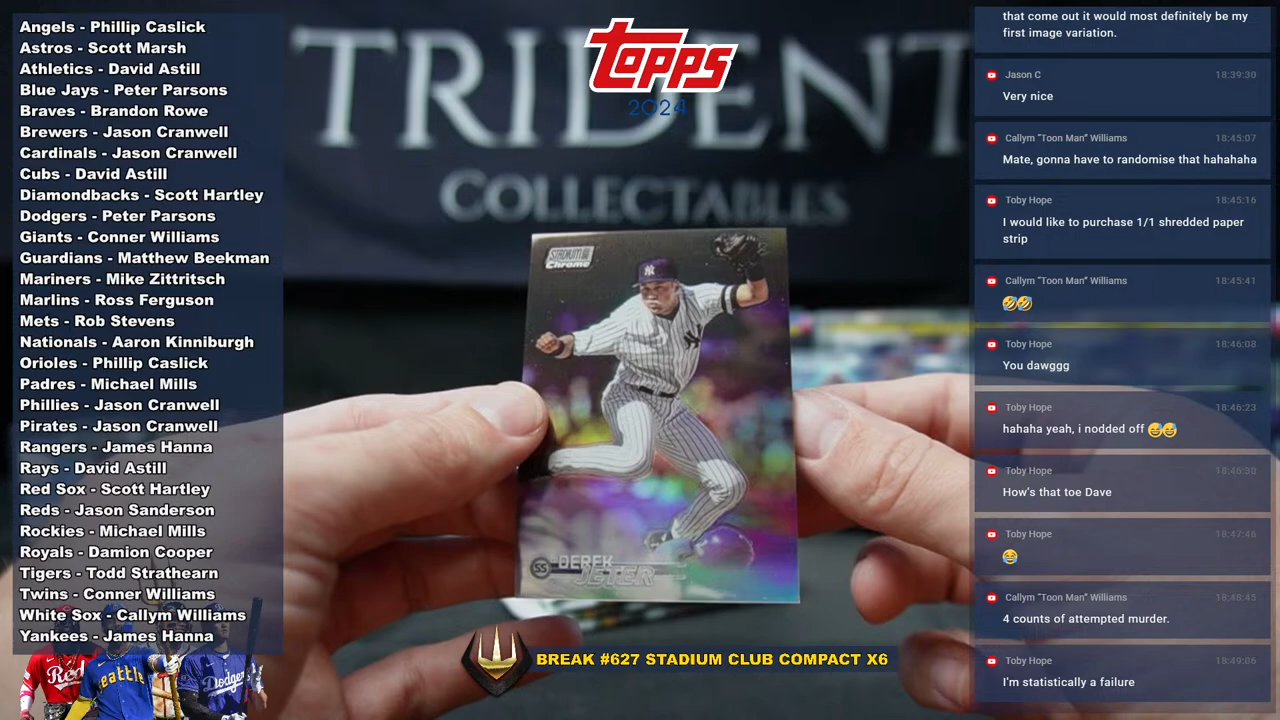 Angels - Phillip Caslick
Astros - Scott Marsh
Athletics - David Astill
Blue Jays - Peter Parsons
Braves - Brandon Rowe
Brewers - Jason Cranwell
Cardinals - Jason Cranwell
Cubs - David Astill
Diamondbacks - Scott Hartley
Dodgers - Peter Parsons
Giants - Conner Williams
Guardians - Matthew Beekman
Mariners - Mike Zittritsch
Marlins - Ross Ferguson
Mets - Rob Stevens
Nationals - Aaron Kinniburgh
Orioles - Phillip Caslick
Padres - Michael Mills
Phillies - Jason Cranwell
Pirates - Jason Cranwell
Rangers - James Hanna
Rays - David Astill
Red Sox - Scott Hartley
Reds - Jason Sanderson
Rockies - Michael Mills
Royals - Damion Cooper
Tigers - Todd Strathearn
Twins - Conner Williams
White Sox - Callym Williams
Yankees - James Hanna
Reds
Seattle
Dodgers
TRIDENT
COLLECTABLES
topps
2024
STADIUM
Chrome
SS
DEREK
JETER
BREAK #627 STADIUM CLUB COMPACT X6
that come out it would most definitely be my
first image variation.
Jason C 18:39:30
Very nice
Callym "Toon Man" Williams 18:45:07
Mate, gonna have to randomise that hahahaha
Toby Hope 18:45:16
I would like to purchase 1/1 shredded paper
strip
Callym "Toon Man" Williams 18:45:41
🤣🤣
Toby Hope 18:46:08
You dawggg
Toby Hope 18:46:23
hahaha yeah, i nodded off 😅😅
Toby Hope 18:46:30
How's that toe Dave
Toby Hope 18:47:46
😂
Callym "Toon Man" Williams 18:48:45
4 counts of attempted murder.
Toby Hope 18:49:06
I'm statistically a failure